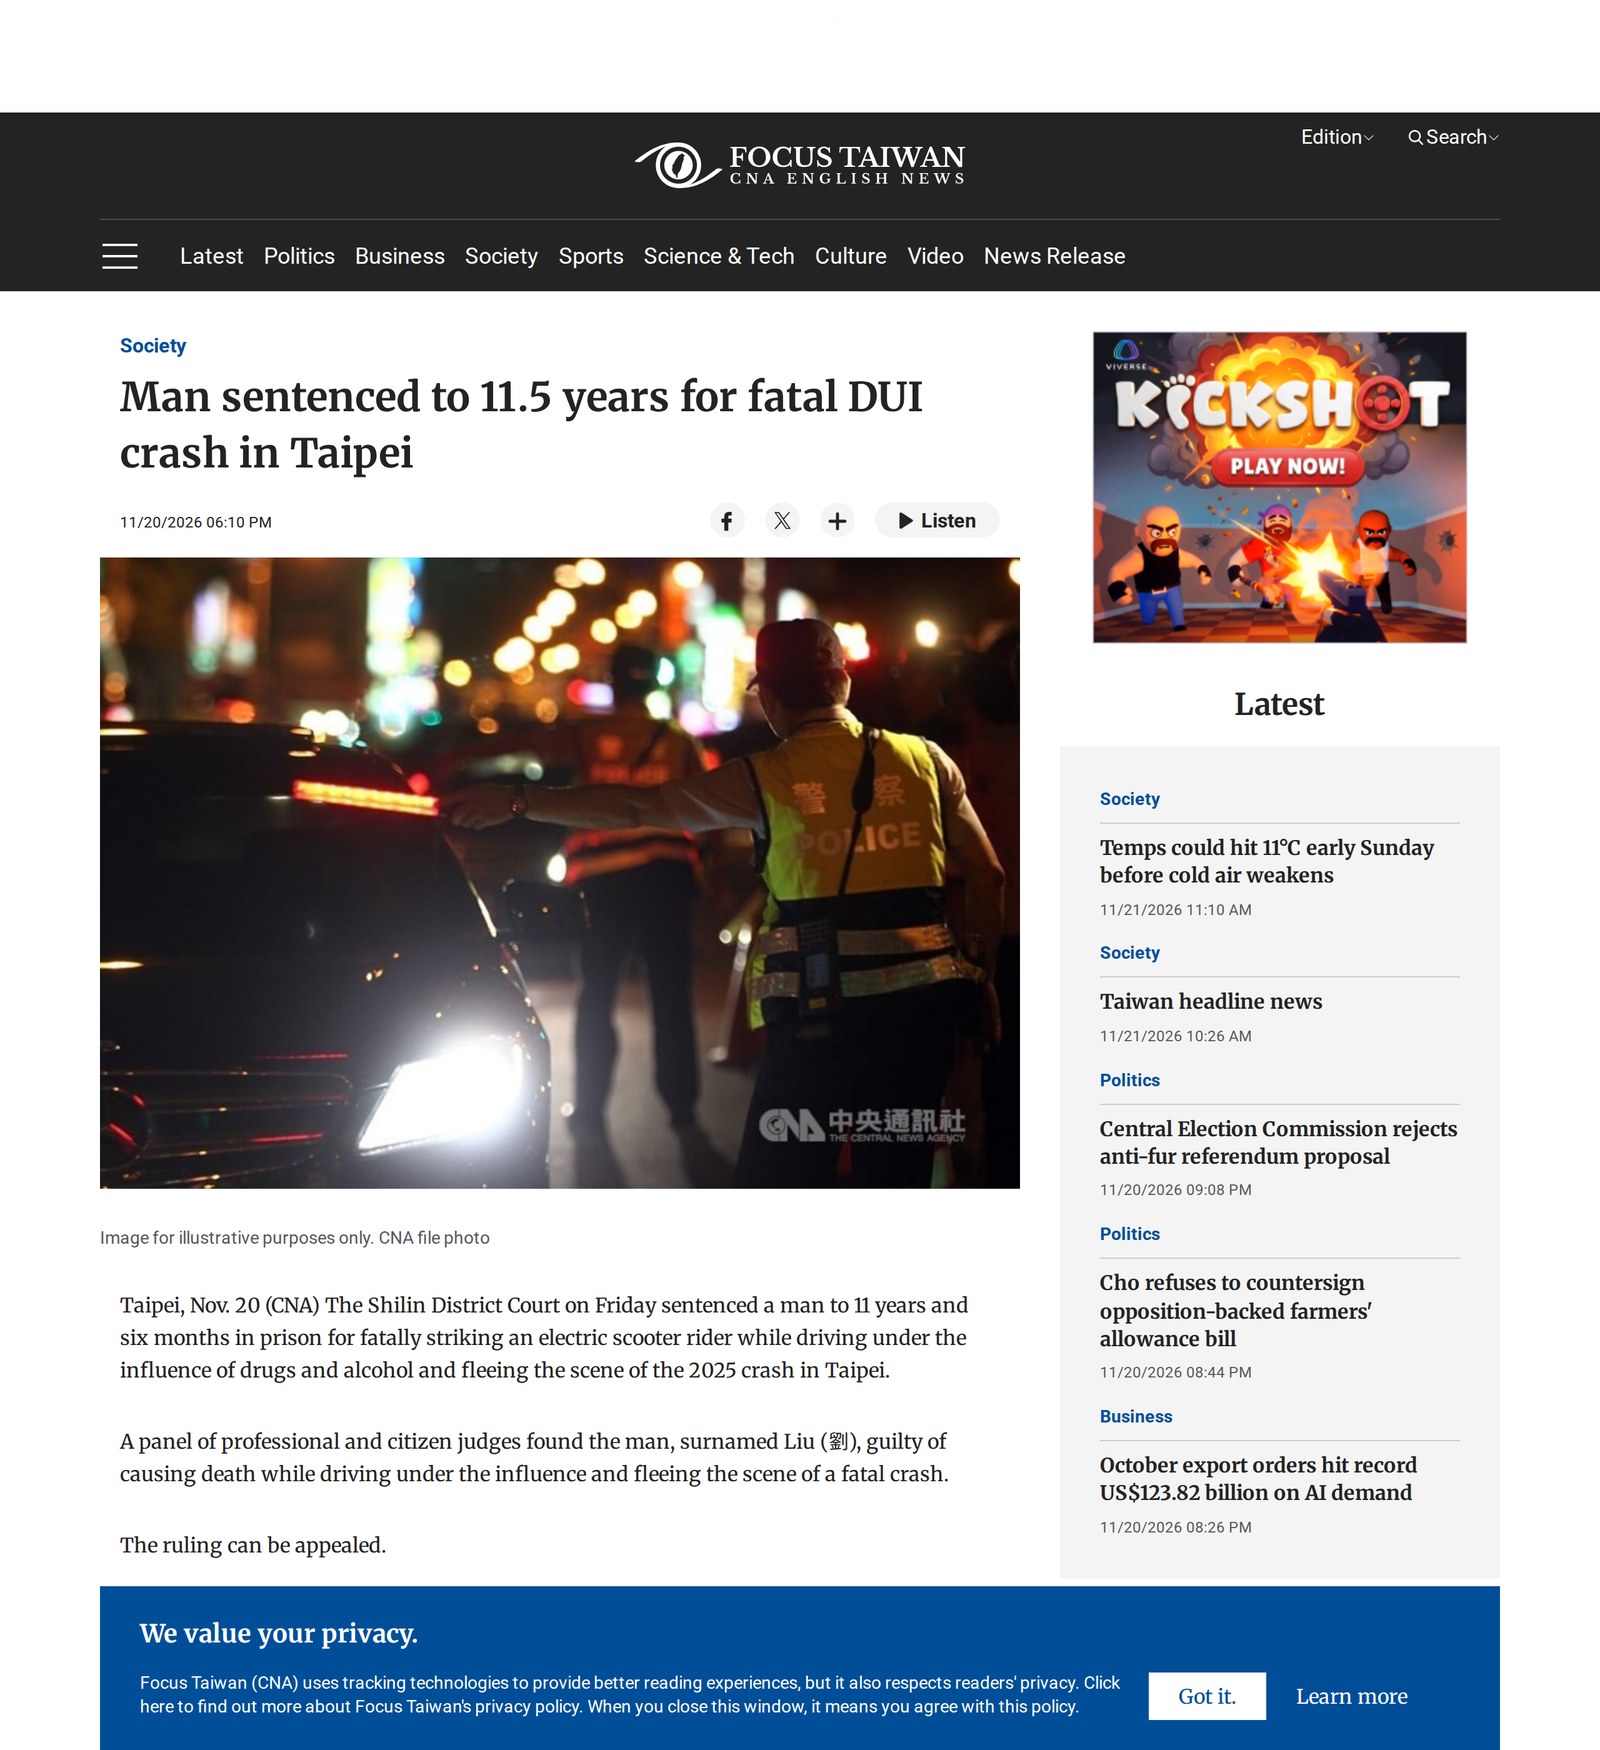 FOCUS TAIWAN
CNA ENGLISH NEWS
Edition
Search
Latest Politics Business Society Sports Science & Tech Culture Video News Release
Society
Man sentenced to 11.5 years for fatal DUI
crash in Taipei
11/20/2026 06:10 PM
Listen
警察
POLICE
CNA 中央通訊社
THE CENTRAL NEWS AGENCY
Image for illustrative purposes only. CNA file photo
Taipei, Nov. 20 (CNA) The Shilin District Court on Friday sentenced a man to 11 years and
six months in prison for fatally striking an electric scooter rider while driving under the
influence of drugs and alcohol and fleeing the scene of the 2025 crash in Taipei.
A panel of professional and citizen judges found the man, surnamed Liu (劉), guilty of
causing death while driving under the influence and fleeing the scene of a fatal crash.
The ruling can be appealed.
VIVERSE
KICKSHOT
PLAY NOW!
Latest
Society
Temps could hit 11°C early Sunday
before cold air weakens
11/21/2026 11:10 AM
Society
Taiwan headline news
11/21/2026 10:26 AM
Politics
Central Election Commission rejects
anti-fur referendum proposal
11/20/2026 09:08 PM
Politics
Cho refuses to countersign
opposition-backed farmers'
allowance bill
11/20/2026 08:44 PM
Business
October export orders hit record
US$123.82 billion on AI demand
11/20/2026 08:26 PM
We value your privacy.
Focus Taiwan (CNA) uses tracking technologies to provide better reading experiences, but it also respects readers' privacy. Click
here to find out more about Focus Taiwan's privacy policy. When you close this window, it means you agree with this policy.
Got it.
Learn more